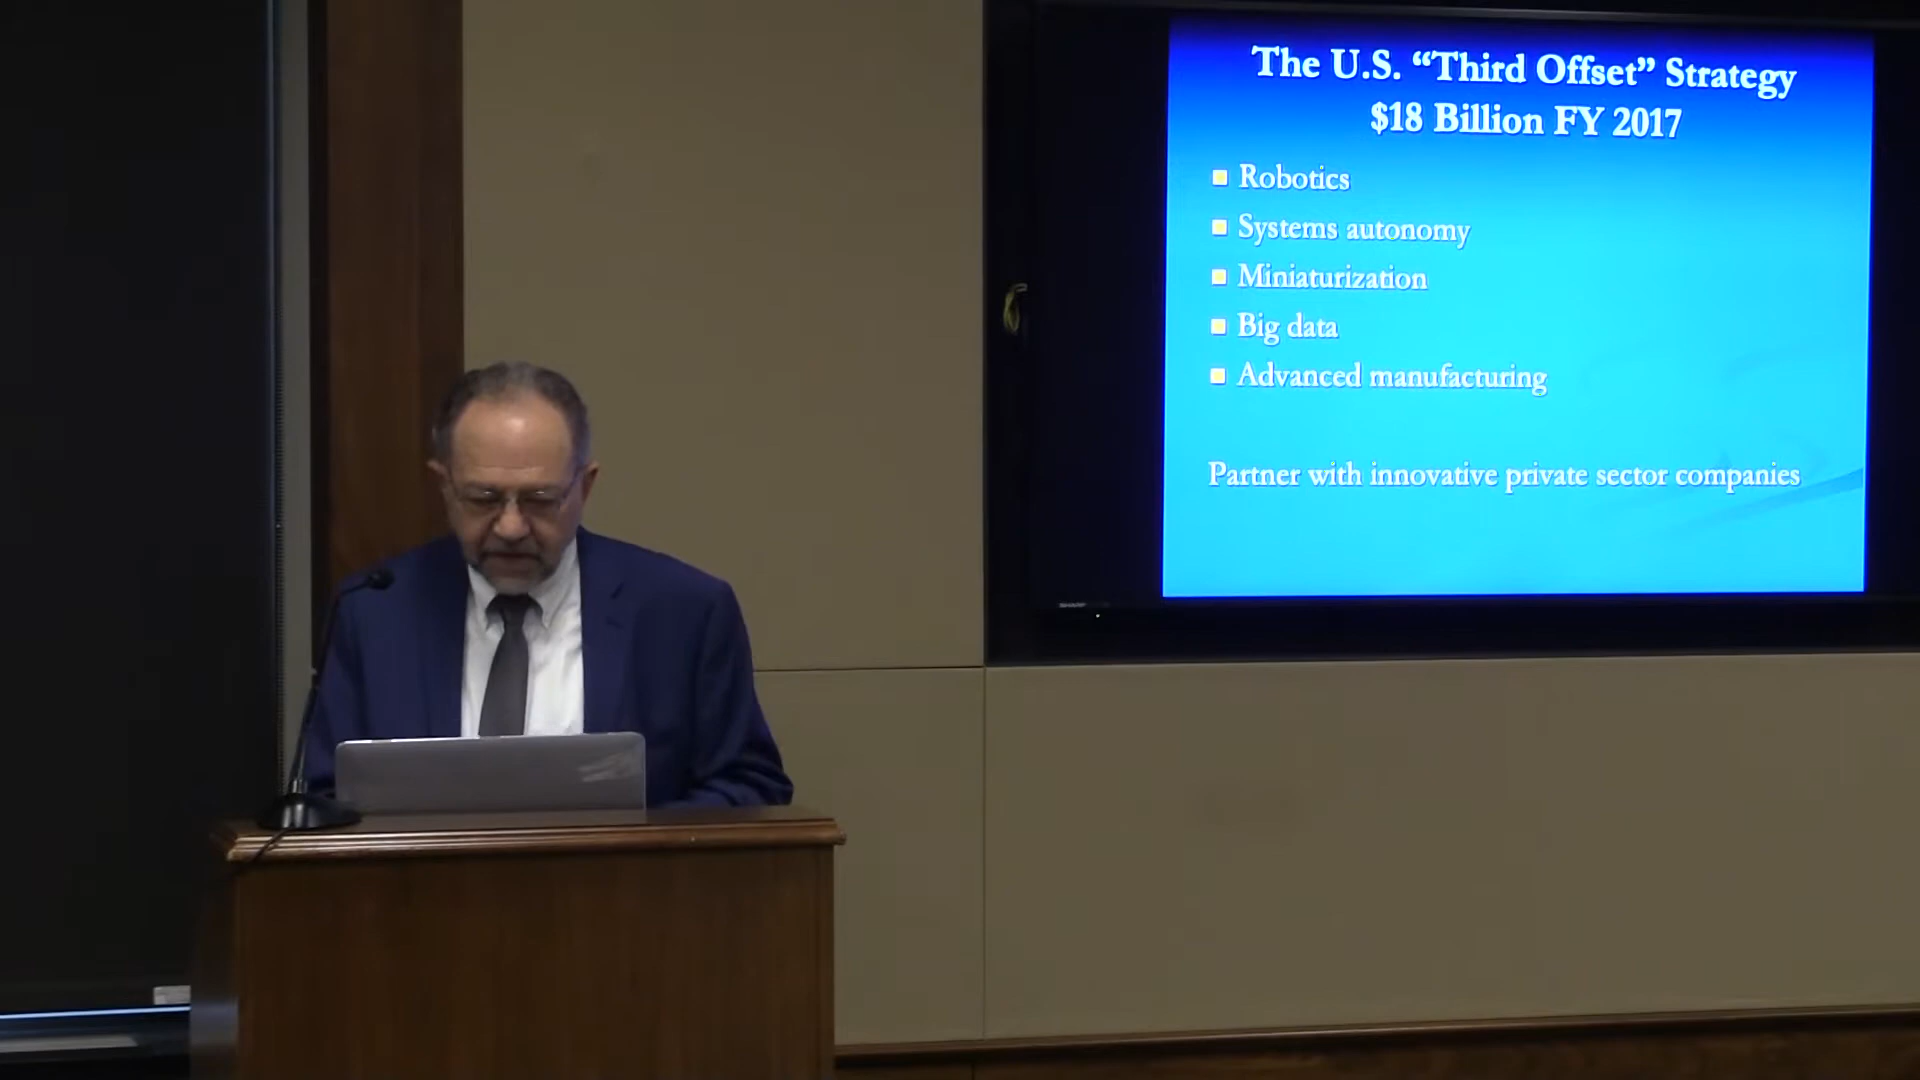 The U.S. “Third Offset” Strategy
$18 Billion FY 2017
Robotics
Systems autonomy
Miniaturization
Big data
Advanced manufacturing
Partner with innovative private sector companies
SHARP